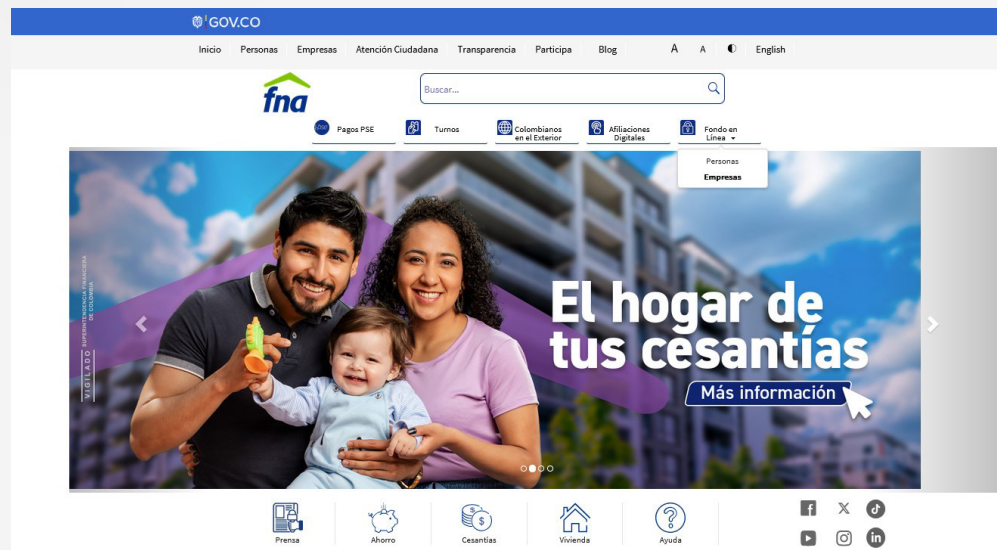 GOV.CO
Inicio Personas Empresas Atención Ciudadana Transparencia Participa Blog A A English
fna
Buscar...
pse Pagos PSE
Turnos
Colombianos
en el Exterior
Afiliaciones
Digitales
Fondo en
Línea
Personas
Empresas
VIGILADO SUPERINTENDENCIA FINANCIERA
DE COLOMBIA
El hogar de
tus cesantías
Más información
Prensa Ahorro Cesantías Vivienda Ayuda